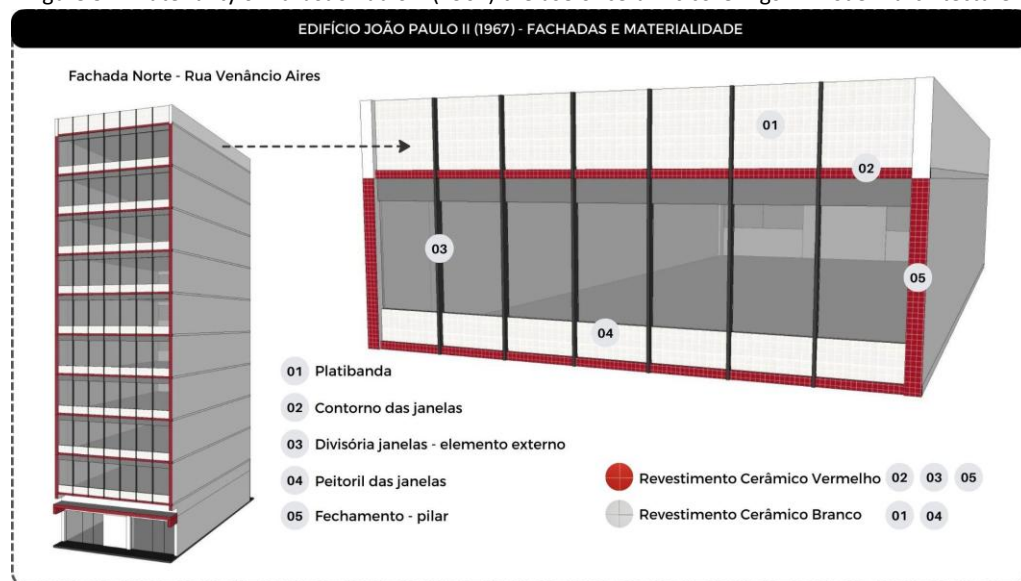 EDIFÍCIO JOÃO PAULO II (1967) - FACHADAS E MATERIALIDADE
Fachada Norte - Rua Venâncio Aires
01
02
03
05
04
01 Platibanda
02 Contorno das janelas
03 Divisória janelas - elemento externo
04 Peitoril das janelas
05 Fechamento - pilar
Revestimento Cerâmico Vermelho 02 03 05
Revestimento Cerâmico Branco 01 04